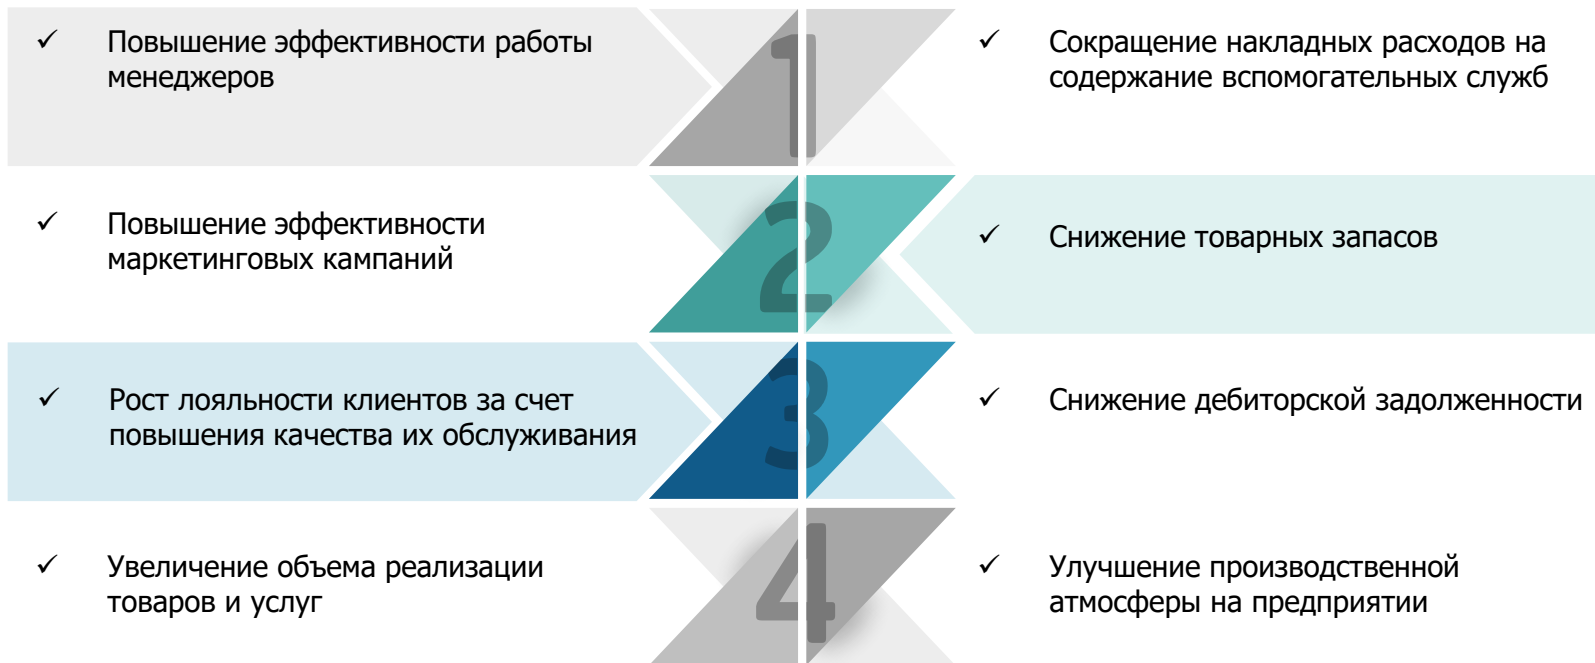 ✓ Повышение эффективности работы
менеджеров
1
✓ Сокращение накладных расходов на
содержание вспомогательных служб
✓ Повышение эффективности
маркетинговых кампаний
2
✓ Снижение товарных запасов
✓ Рост лояльности клиентов за счет
повышения качества их обслуживания
3
✓ Снижение дебиторской задолженности
✓ Увеличение объема реализации
товаров и услуг
4
✓ Улучшение производственной
атмосферы на предприятии